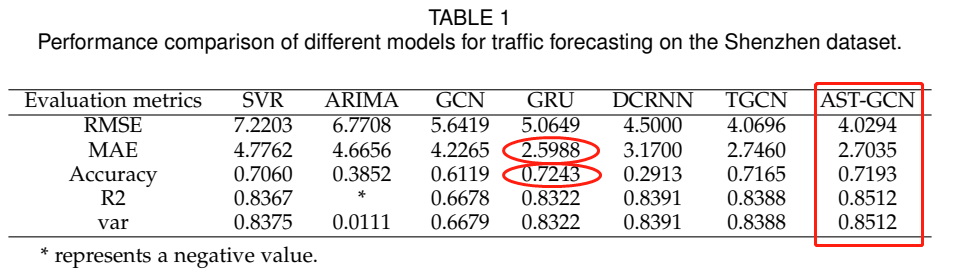 TABLE 1
Performance comparison of different models for traffic forecasting on the Shenzhen dataset.
Evaluation metrics SVR ARIMA GCN GRU DCRNN TGCN AST-GCN
RMSE 7.2203 6.7708 5.6419 5.0649 4.5000 4.0696 4.0294
MAE 4.7762 4.6656 4.2265 2.5988 3.1700 2.7460 2.7035
Accuracy 0.7060 0.3852 0.6119 0.7243 0.2913 0.7165 0.7193
R2 0.8367 * 0.6678 0.8322 0.8391 0.8388 0.8512
var 0.8375 0.0111 0.6679 0.8322 0.8391 0.8388 0.8512
* represents a negative value.